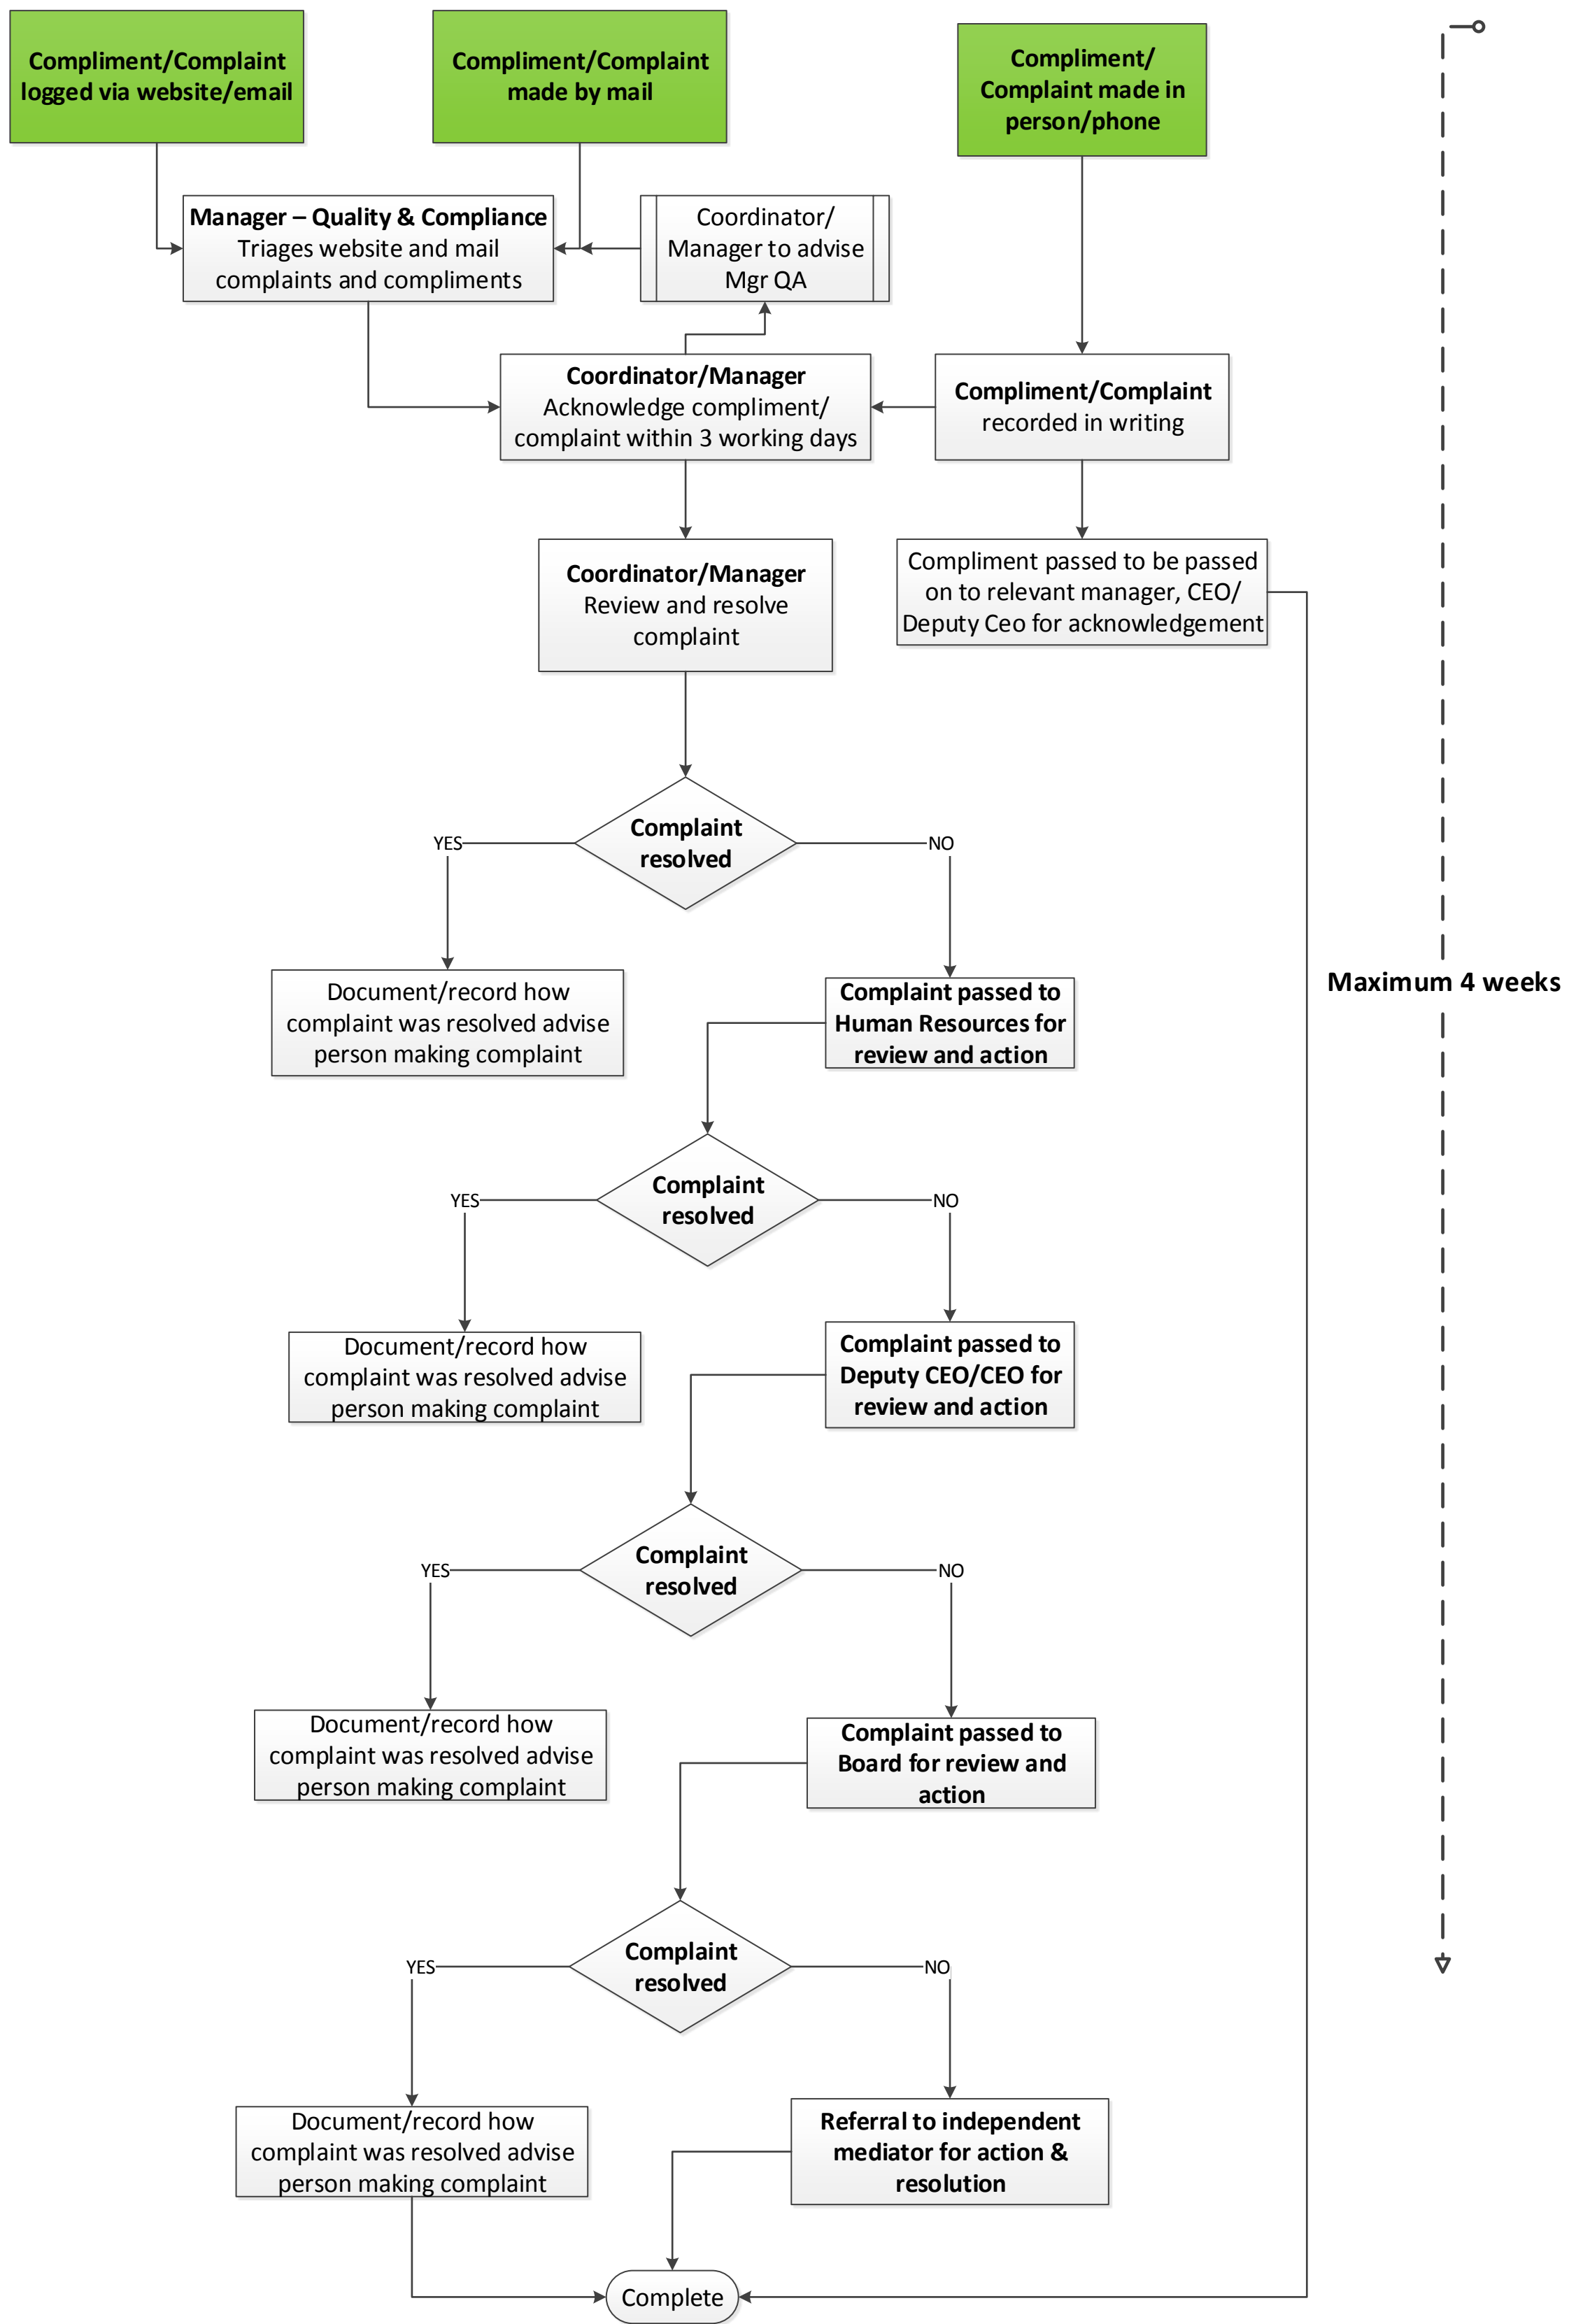 Compliment/Complaint
logged via website/email
Compliment/Complaint
made by mail
Compliment/
Complaint made in
person/phone
Manager – Quality & Compliance
Triages website and mail
complaints and compliments
Coordinator/
Manager to advise
Mgr QA
Coordinator/Manager
Acknowledge compliment/
complaint within 3 working days
Compliment/Complaint
recorded in writing
Coordinator/Manager
Review and resolve
complaint
Compliment passed to be passed
on to relevant manager, CEO/
Deputy Ceo for acknowledgement
Complaint
resolved
YES
NO
Maximum 4 weeks
Document/record how
complaint was resolved advise
person making complaint
Complaint passed to
Human Resources for
review and action
Complaint
resolved
YES
NO
Document/record how
complaint was resolved advise
person making complaint
Complaint passed to
Deputy CEO/CEO for
review and action
Complaint
resolved
YES
NO
Document/record how
complaint was resolved advise
person making complaint
Complaint passed to
Board for review and
action
Complaint
resolved
YES
NO
Document/record how
complaint was resolved advise
person making complaint
Referral to independent
mediator for action &
resolution
Complete